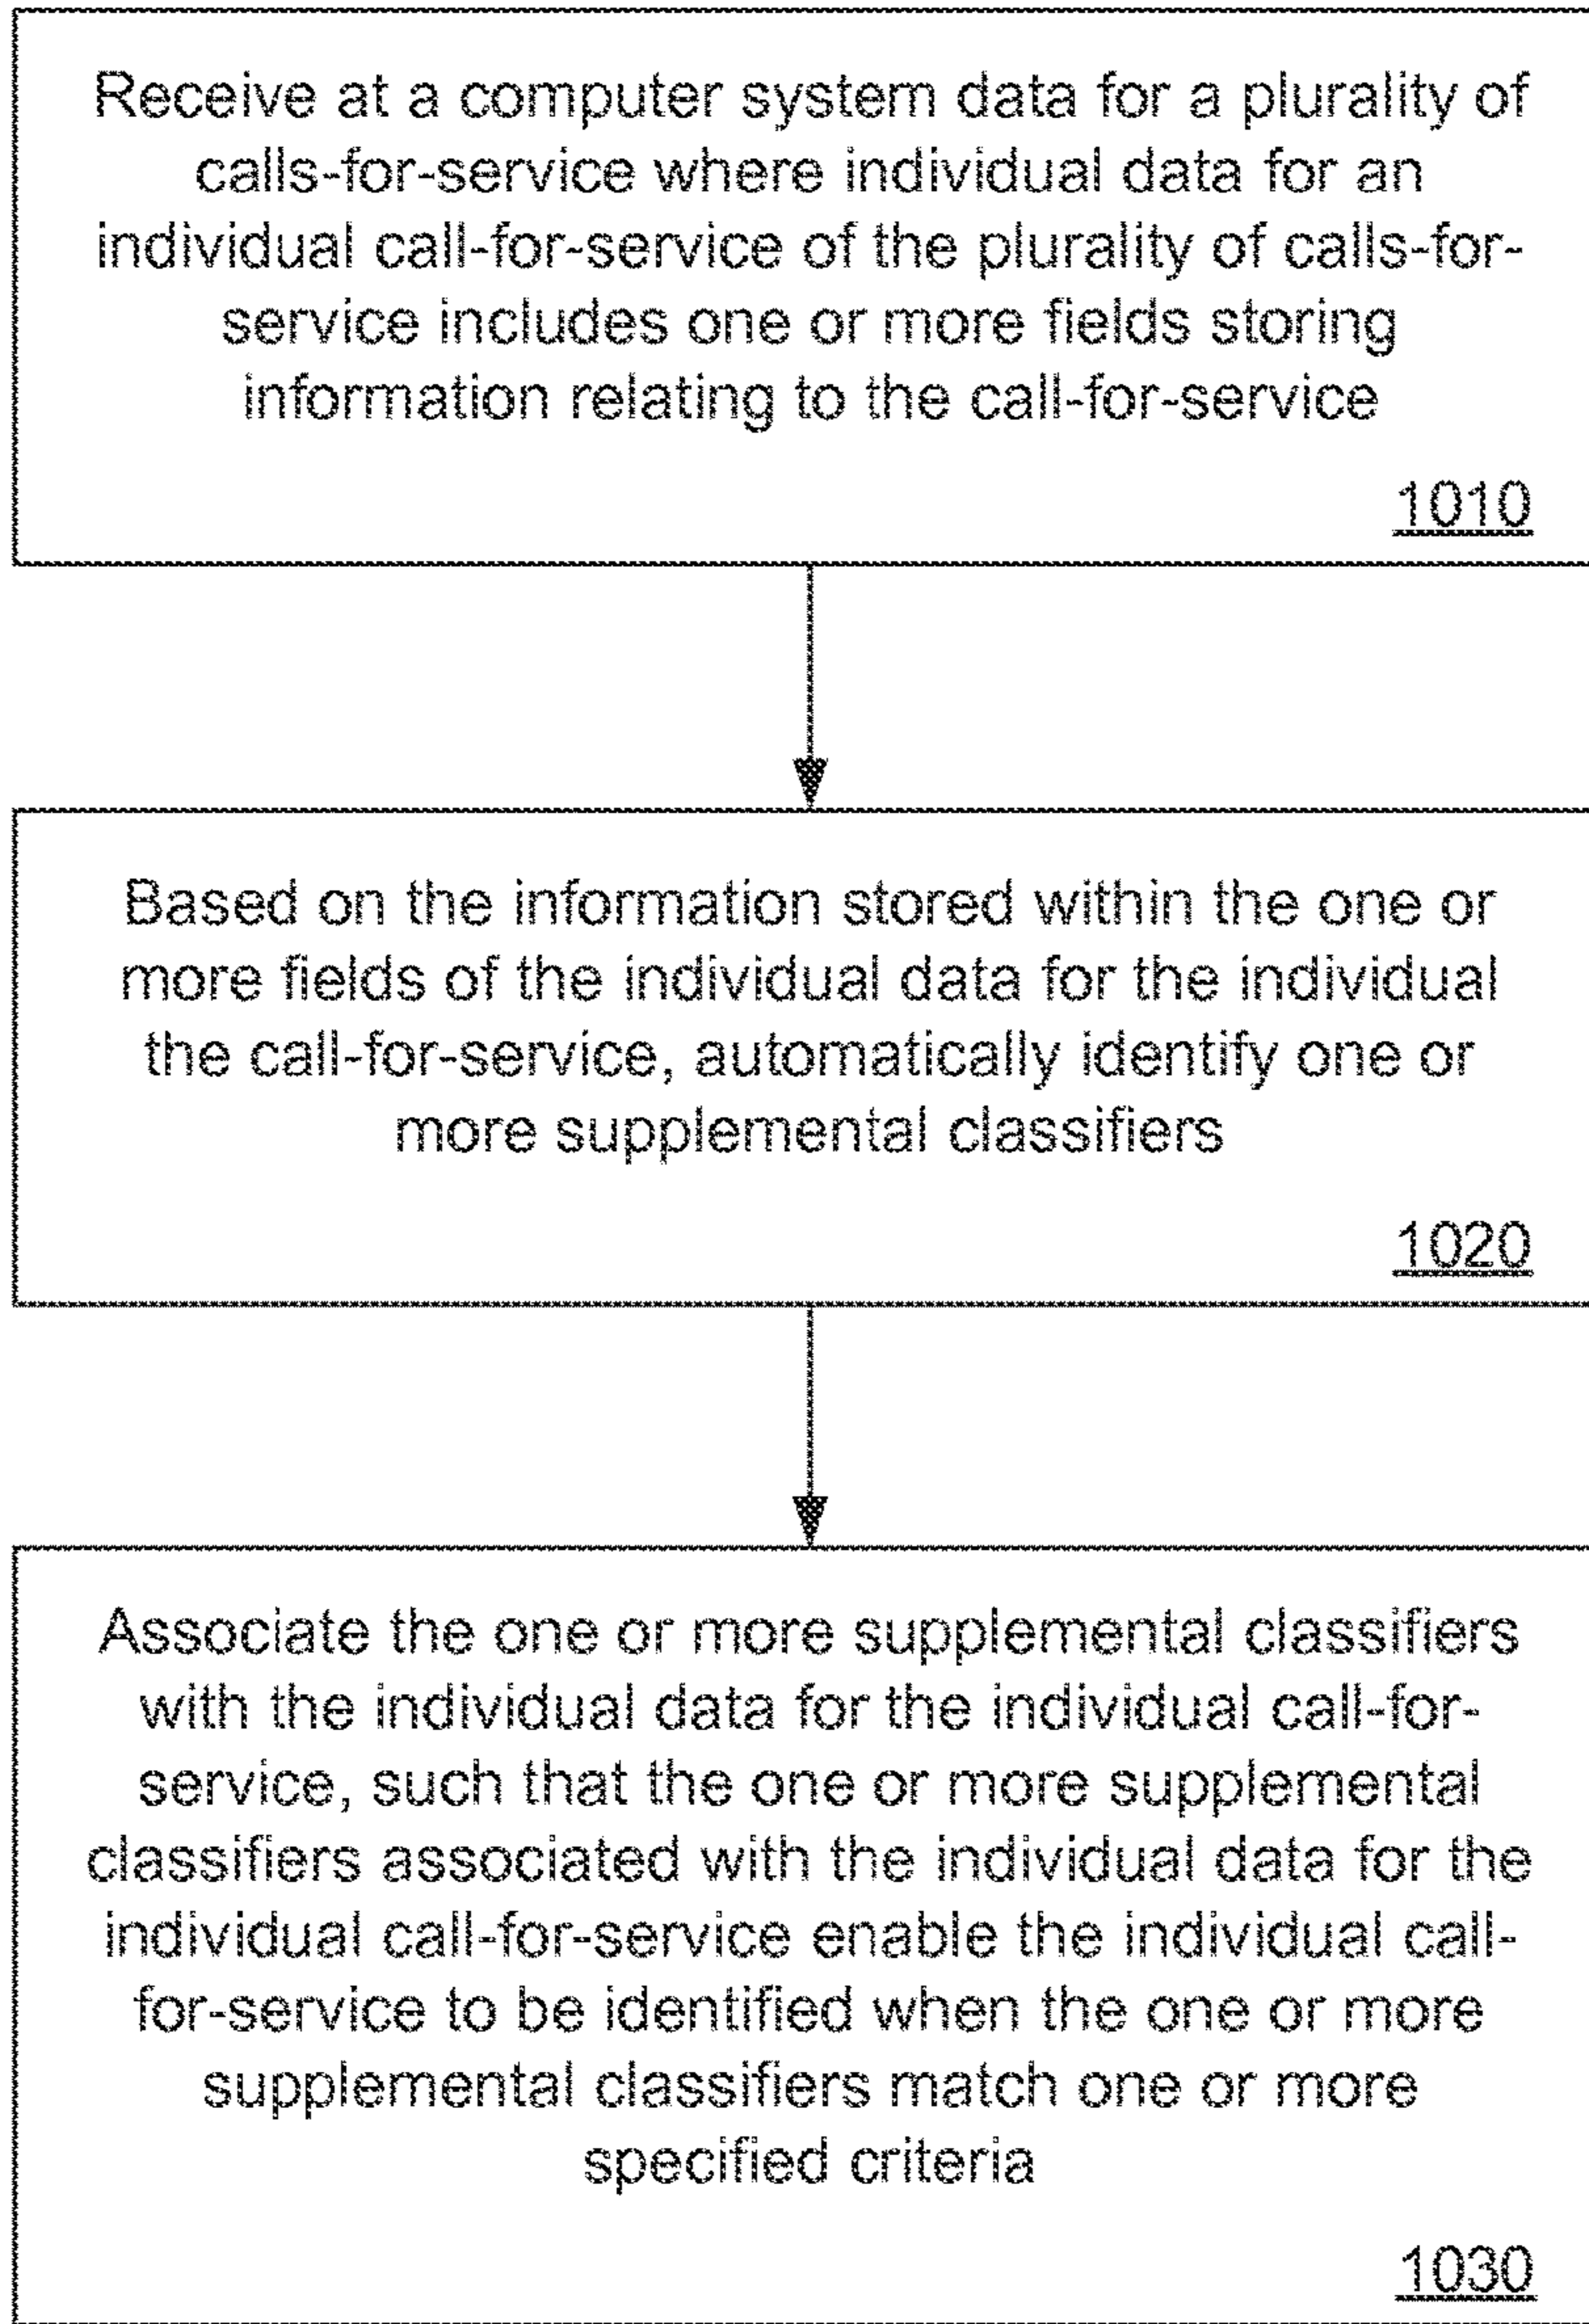 Receive at a computer system data for a plurality of
calls-for-service where individual data for an
individual call-for-service of the plurality of calls-for-
service includes one or more fields storing
information relating to the call-for-service
1010
Based on the information stored within the one or
more fields of the individual data for the individual
the call-for-service, automatically identify one or
more supplemental classifiers
1020
Associate the one or more supplemental classifiers
with the individual data for the individual call-for-
service, such that the one or more supplemental
classifiers associated with the individual data for the
individual call-for-service enable the individual call-
for-service to be identified when the one or more
supplemental classifiers match one or more
specified criteria
1030